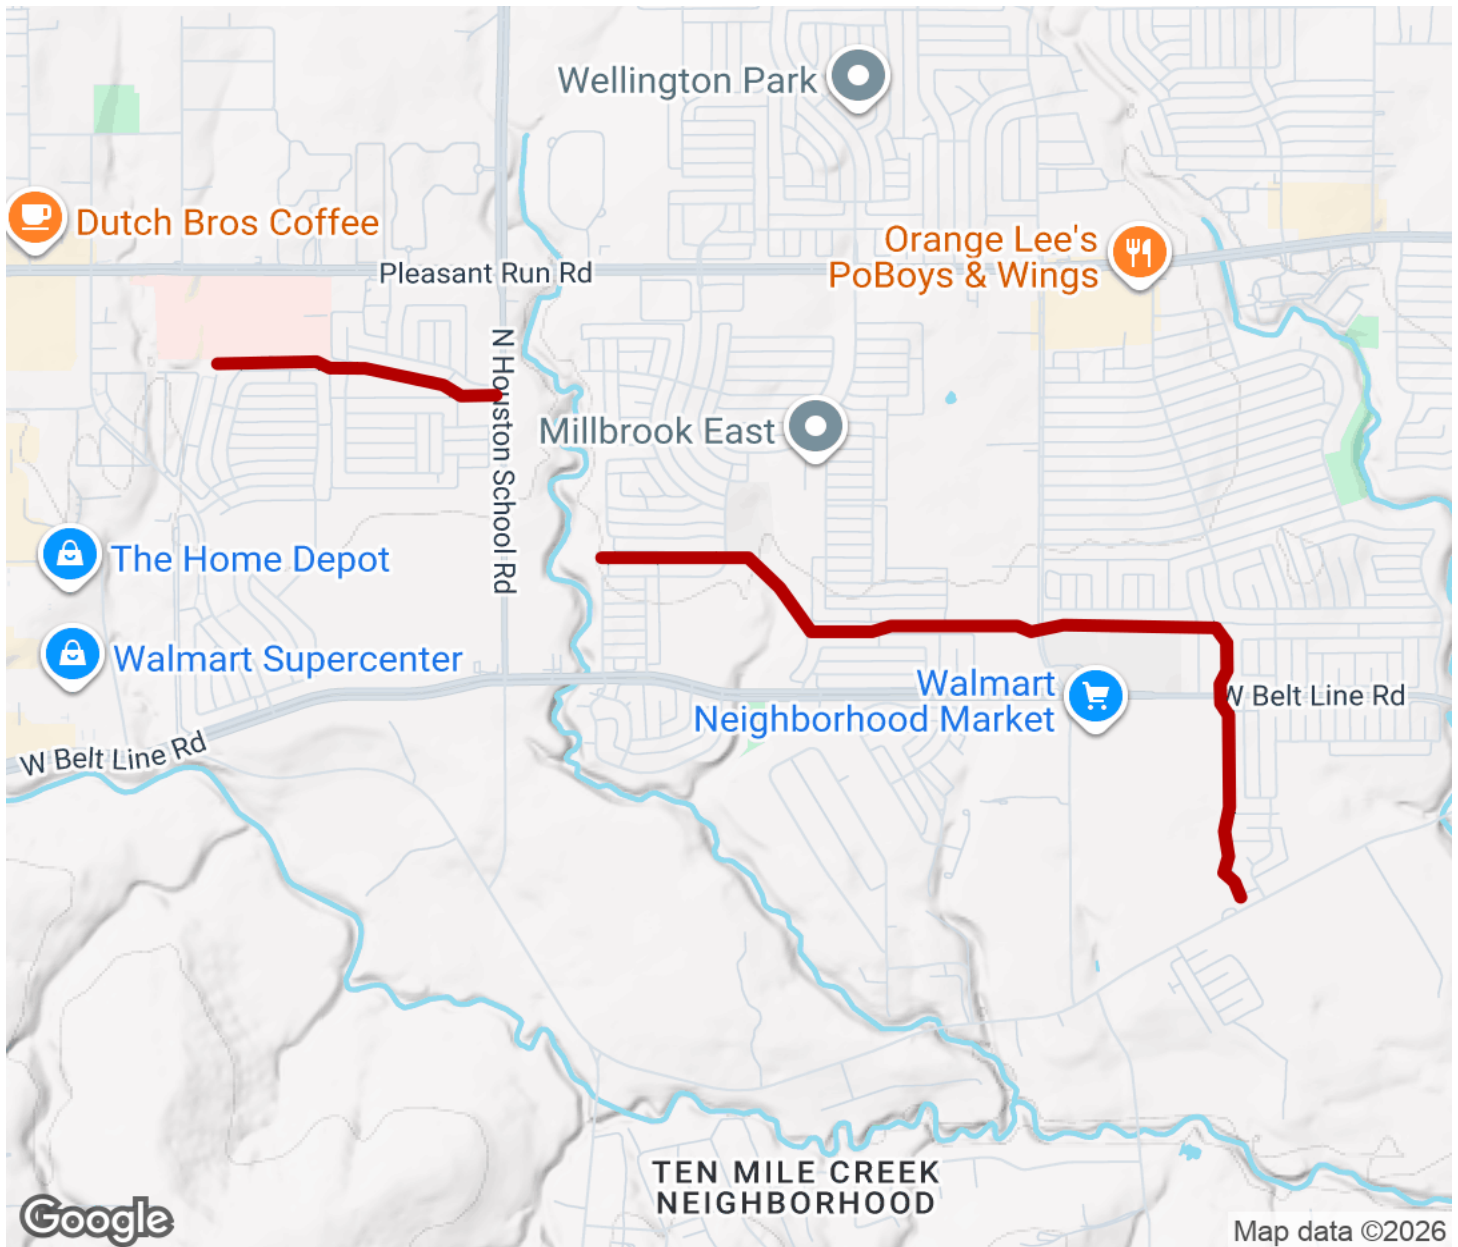 Wellington Park
Dutch Bros Coffee
Orange Lee's
PoBoys & Wings
Pleasant Run Rd
N Houston School Rd
Millbrook East
The Home Depot
Walmart Supercenter
Walmart
Neighborhood Market
W Belt Line Rd
W Belt Line Rd
TEN MILE CREEK
NEIGHBORHOOD
Google
Map data ©2026